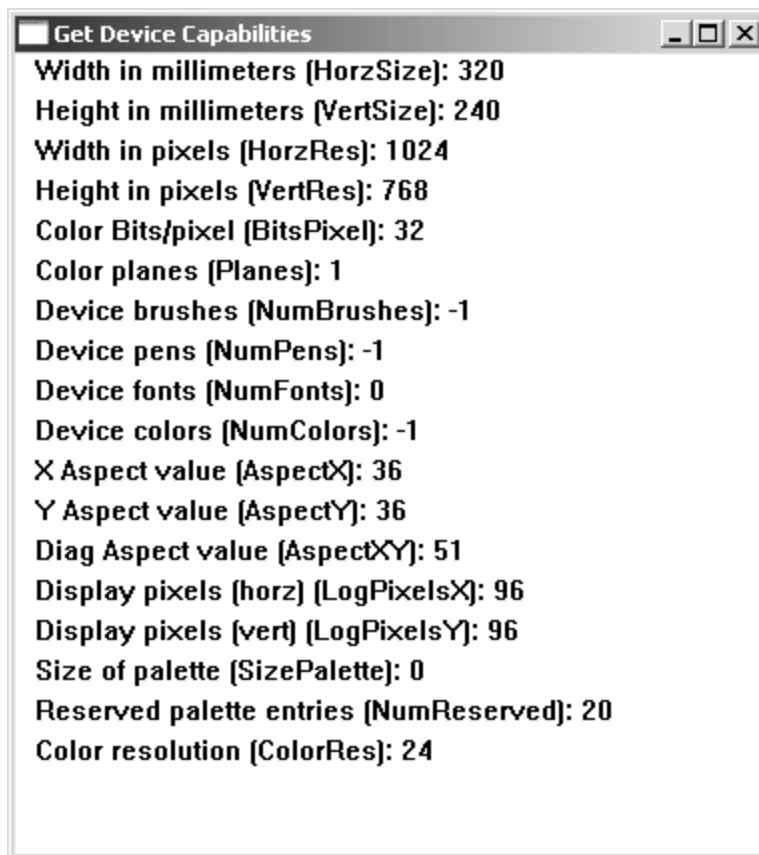 Get Device Capabilities
Width in millimeters (HorzSize): 320
Height in millimeters (VertSize): 240
Width in pixels (HorzRes): 1024
Height in pixels (VertRes): 768
Color Bits/pixel (BitsPixel): 32
Color planes (Planes): 1
Device brushes (NumBrushes): -1
Device pens (NumPens): -1
Device fonts (NumFonts): 0
Device colors (NumColors): -1
X Aspect value (AspectX): 36
Y Aspect value (AspectY): 36
Diag Aspect value (AspectXY): 51
Display pixels (horz) (LogPixelsX): 96
Display pixels (vert) (LogPixelsY): 96
Size of palette (SizePalette): 0
Reserved palette entries (NumReserved): 20
Color resolution (ColorRes): 24